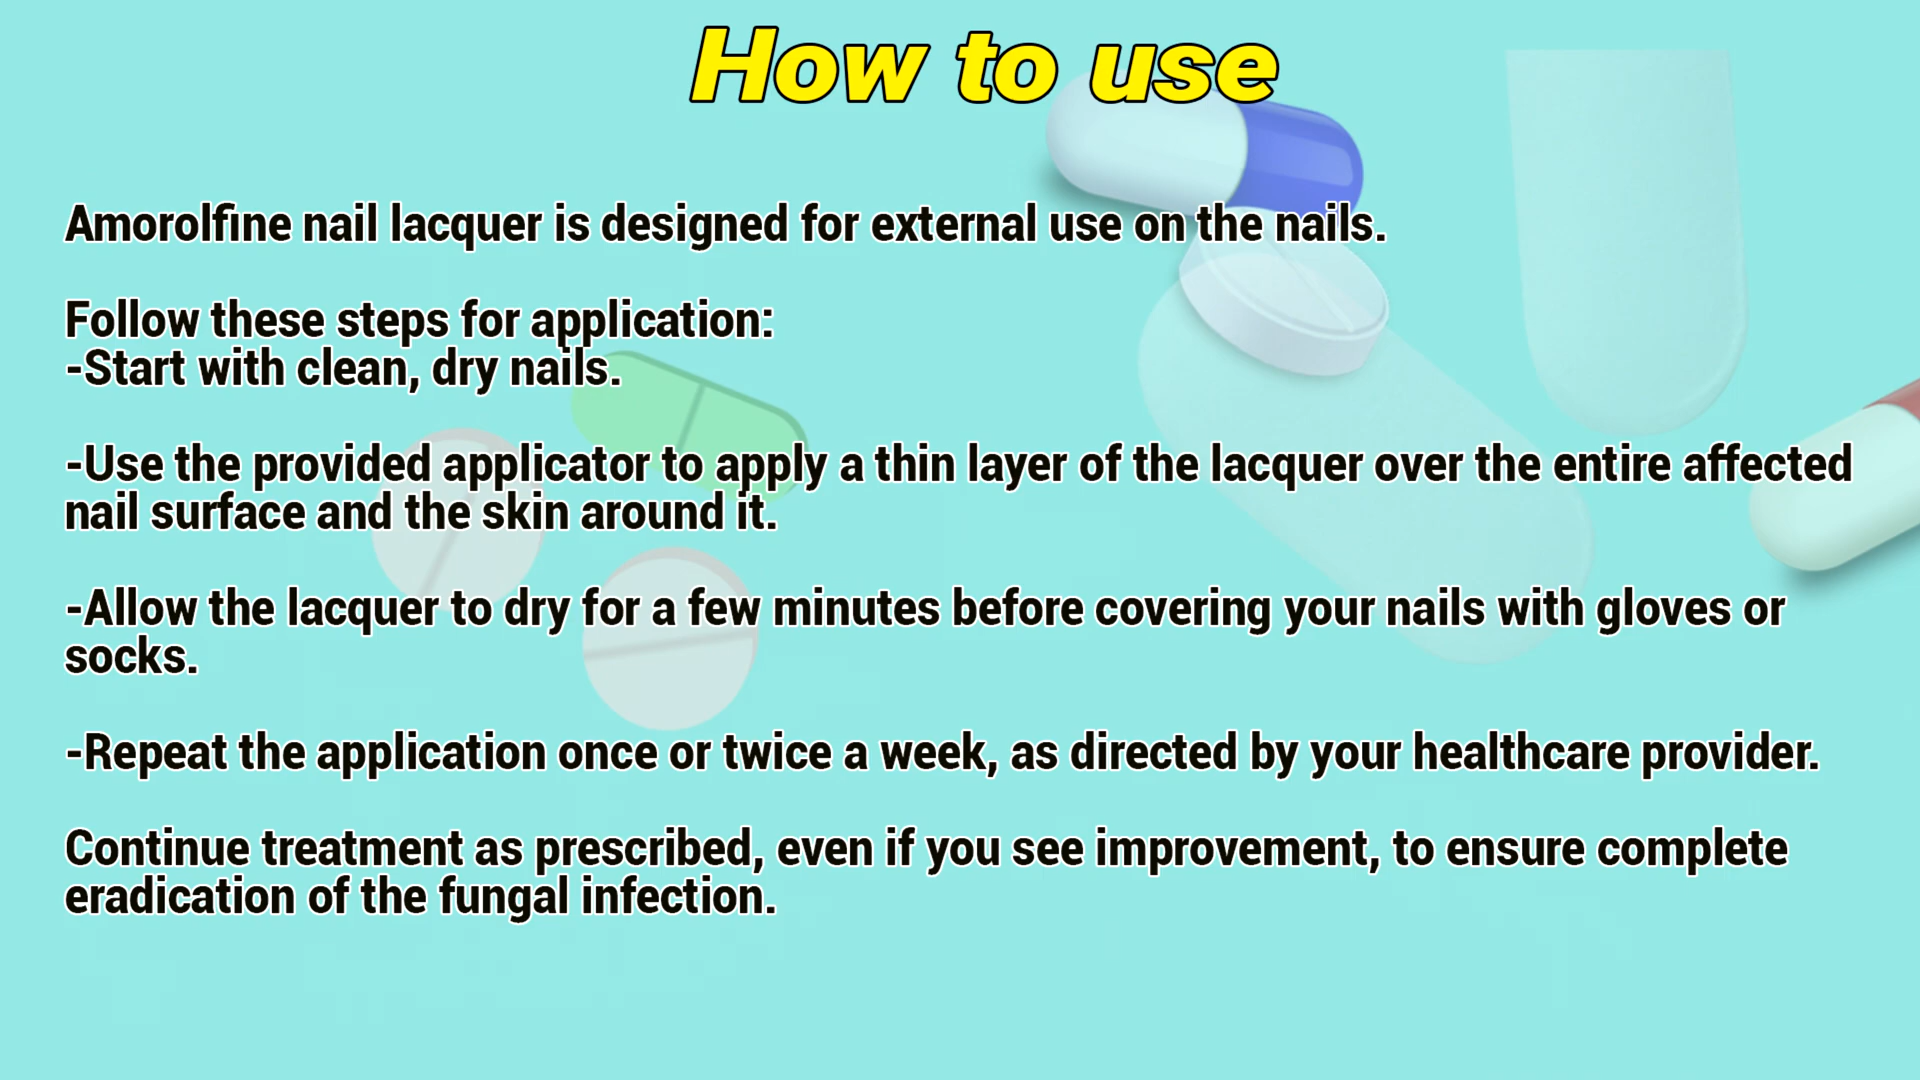 How to use
Amorolfine nail lacquer is designed for external use on the nails.
Follow these steps for application:
-Start with clean, dry nails.
-Use the provided applicator to apply a thin layer of the lacquer over the entire affected
nail surface and the skin around it.
-Allow the lacquer to dry for a few minutes before covering your nails with gloves or
socks.
-Repeat the application once or twice a week, as directed by your healthcare provider.
Continue treatment as prescribed, even if you see improvement, to ensure complete
eradication of the fungal infection.